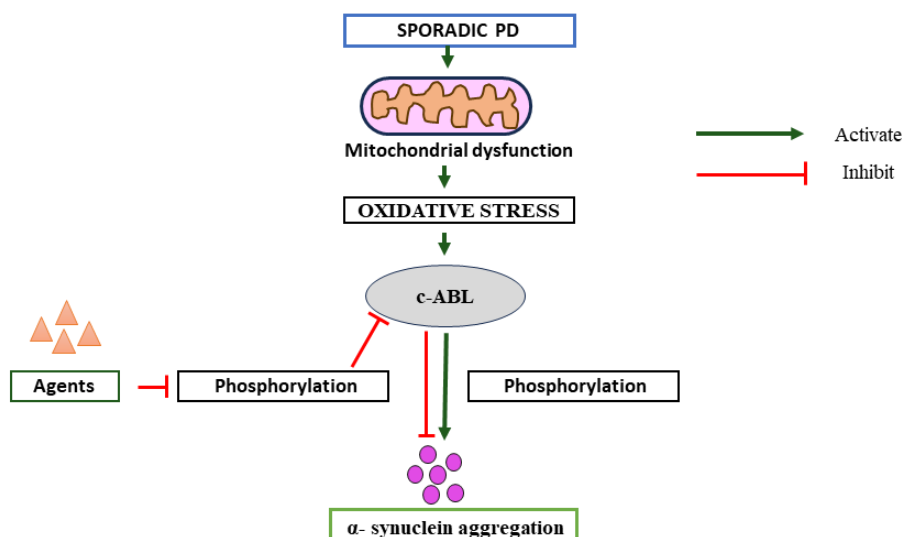 SPORADIC PD
Mitochondrial dysfunction
Activate
Inhibit
OXIDATIVE STRESS
c-ABL
Agents
Phosphorylation
Phosphorylation
α- synuclein aggregation